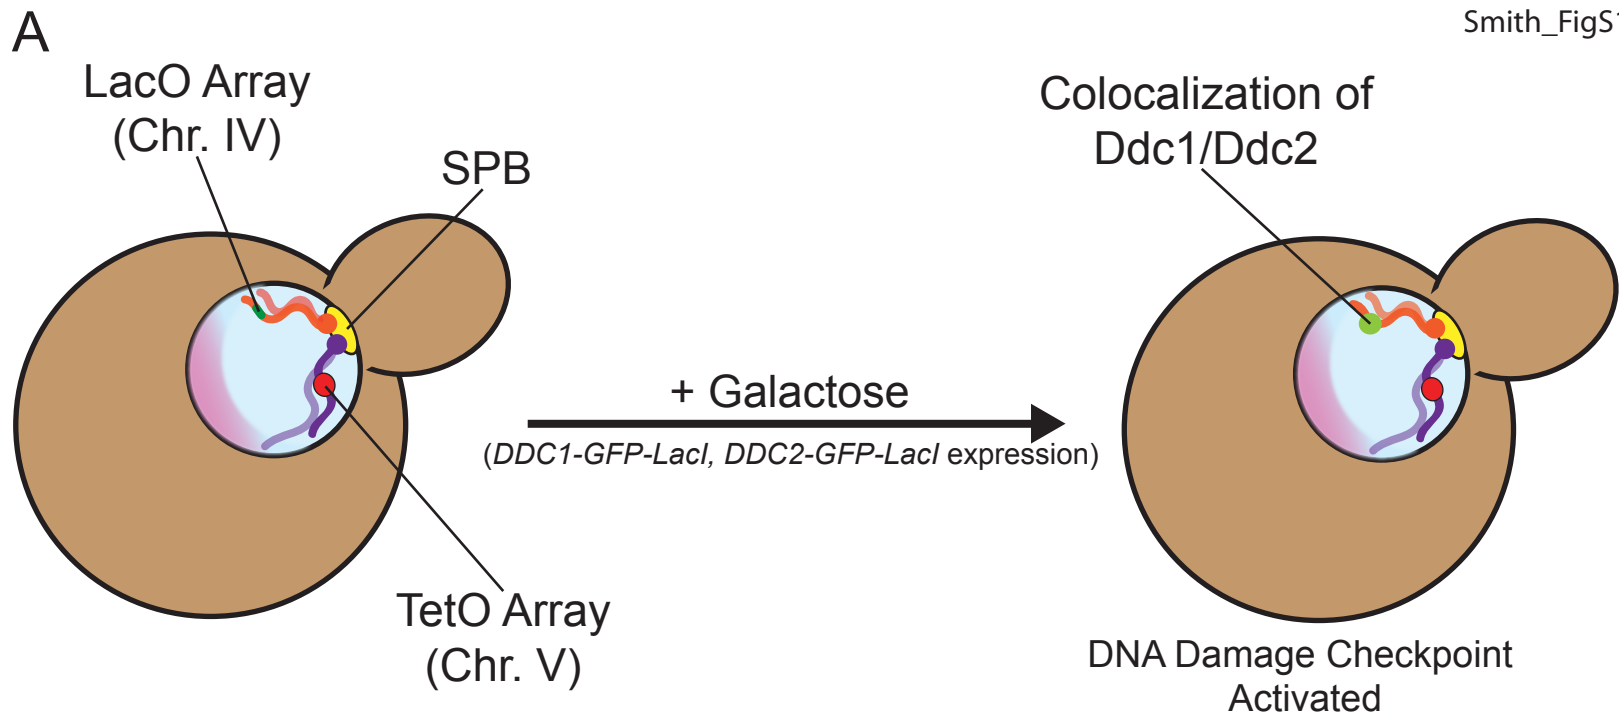 A
Smith_FigS1
LacO Array
(Chr. IV)
SPB
Colocalization of
Ddc1/Ddc2
+ Galactose
(DDC1-GFP-LacI, DDC2-GFP-LacI expression)
TetO Array
(Chr. V)
DNA Damage Checkpoint
Activated